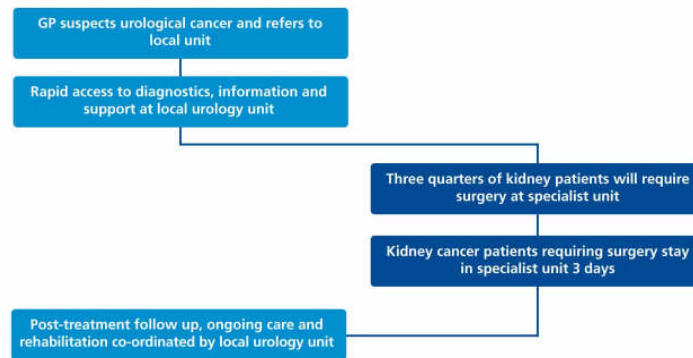 GP suspects urological cancer and refers to
local unit
Rapid access to diagnostics, information and
support at local urology unit
Three quarters of kidney patients will require
surgery at specialist unit
Kidney cancer patients requiring surgery stay
in specialist unit 3 days
Post-treatment follow up, ongoing care and
rehabilitation co-ordinated by local urology unit